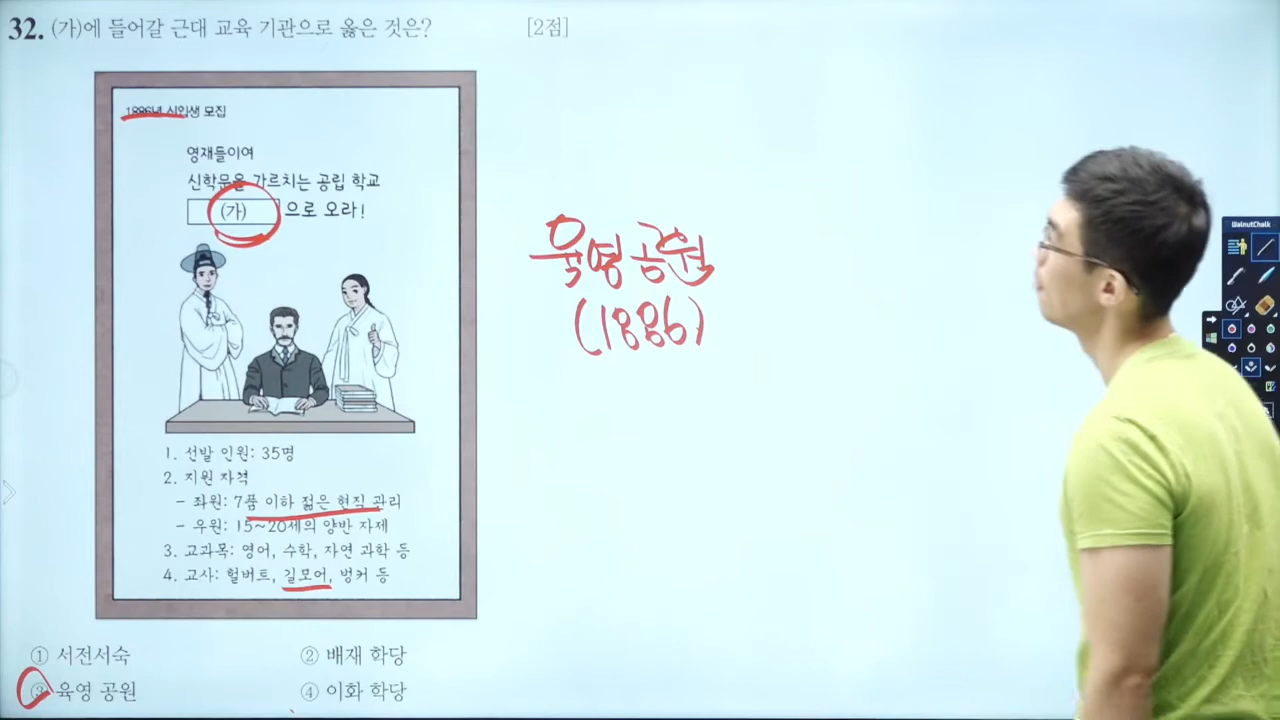 32. (가)에 들어갈 근대 교육 기관으로 옳은 것은? [2점]
1886년 신입생 모집
영재들이여
신학문을 가르치는 공립 학교
(가) 으로 오라!
육영공원
(1886)
1. 선발 인원: 35명
2. 지원 자격
- 좌원: 7품 이하 젊은 현직 관리
- 우원: 15~20세의 양반 자제
3. 교과목: 영어, 수학, 자연 과학 등
4. 교사: 헐버트, 길모어, 벙커 등
① 서전서숙 ② 배재 학당
③ 육영 공원 ④ 이화 학당
WalnutChalk